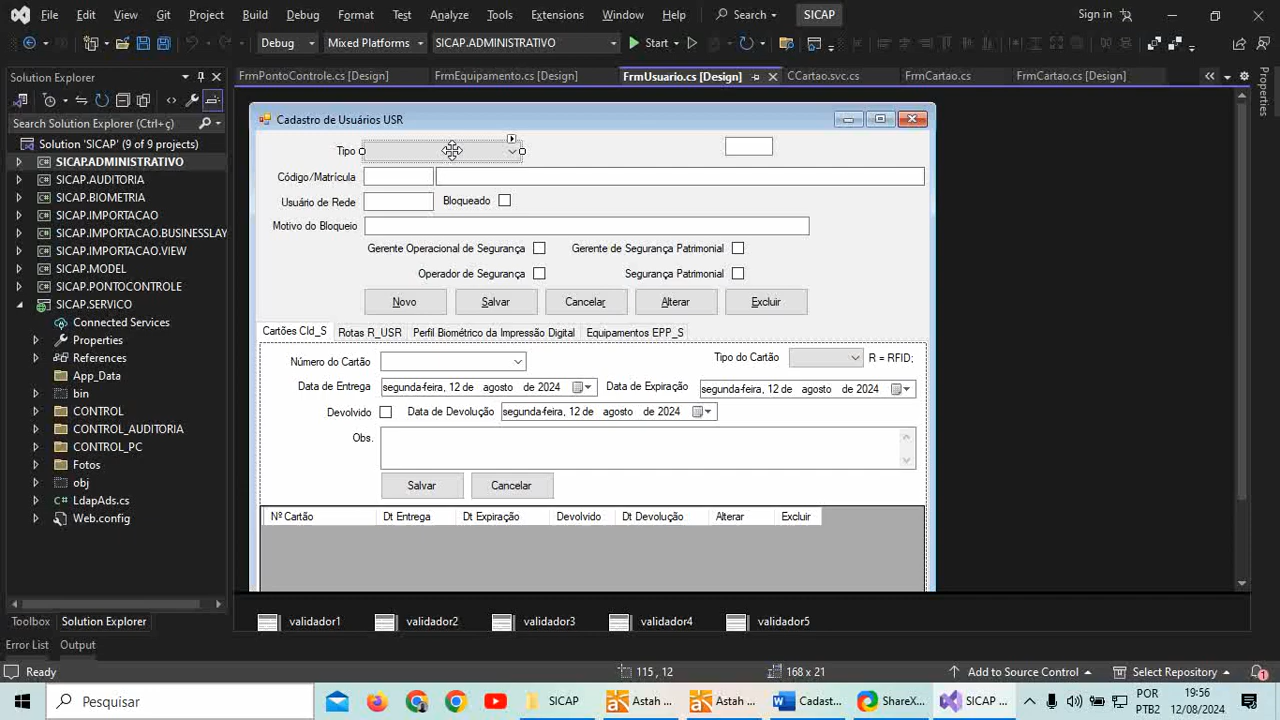 File Edit View Git Project Build Debug Format Test Analyze Tools Extensions Window Help Search SICAP Sign in
Debug Mixed Platforms SICAP.ADMINISTRATIVO Start
Solution Explorer
FrmPontoControle.cs [Design] FrmEquipamento.cs [Design] FrmUsuario.cs [Design] CCartao.svc.cs FrmCartao.cs FrmCartao.cs [Design]
Properties
Search Solution Explorer (Ctrl+ç)
Solution 'SICAP' (9 of 9 projects)
SICAP.ADMINISTRATIVO
SICAP.AUDITORIA
SICAP.BIOMETRIA
SICAP.IMPORTACAO
SICAP.IMPORTACAO.BUSINESSLAY
SICAP.IMPORTACAO.VIEW
SICAP.MODEL
SICAP.PONTOCONTROLE
SICAP.SERVICO
Connected Services
Properties
References
App_Data
bin
CONTROL
CONTROL_AUDITORIA
CONTROL_PC
Fotos
obj
LdapAds.cs
Web.config
Toolbox Solution Explorer
Cadastro de Usuários USR
Tipo
Código/Matrícula
Usuário de Rede Bloqueado
Motivo do Bloqueio
Gerente Operacional de Segurança Gerente de Segurança Patrimonial
Operador de Segurança Segurança Patrimonial
Novo Salvar Cancelar Alterar Excluir
Cartões CId_S Rotas R_USR Perfil Biométrico da Impressão Digital Equipamentos EPP_S
Número do Cartão Tipo do Cartão R = RFID;
Data de Entrega segunda-feira, 12 de agosto de 2024 Data de Expiração segunda-feira, 12 de agosto de 2024
Devolvido Data de Devolução segunda-feira, 12 de agosto de 2024
Obs.
Salvar Cancelar
Nº Cartão Dt Entrega Dt Expiração Devolvido Dt Devolução Alterar Excluir
validador1 validador2 validador3 validador4 validador5
Error List Output
Ready 115 , 12 168 x 21 Add to Source Control Select Repository 1
Pesquisar SICAP Astah ... Astah ... Cadast... ShareX... SICAP ... POR PTB2 19:56 12/08/2024